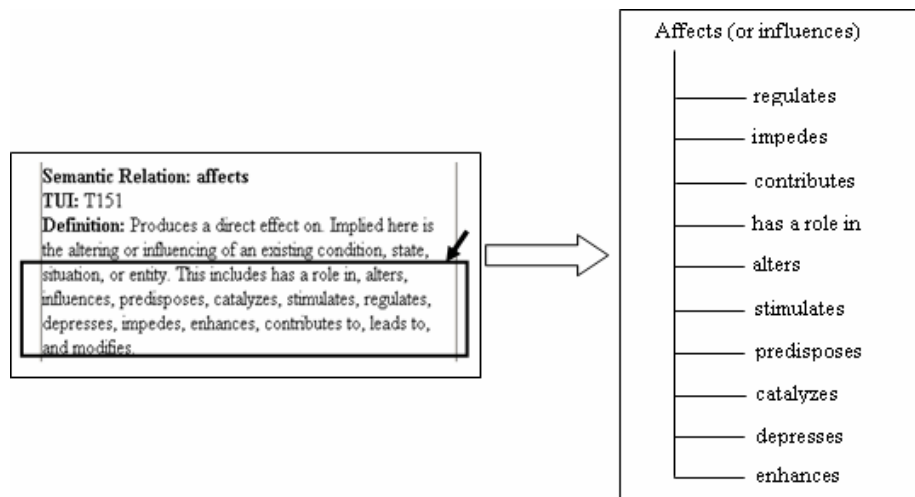 Semantic Relation: affects
TUI: T151
Definition: Produces a direct effect on. Implied here is
the altering or influencing of an existing condition, state,
situation, or entity. This includes has a role in, alters,
influences, predisposes, catalyzes, stimulates, regulates,
depresses, impedes, enhances, contributes to, leads to,
and modifies.
Affects (or influences)
regulates
impedes
contributes
has a role in
alters
stimulates
predisposes
catalyzes
depresses
enhances